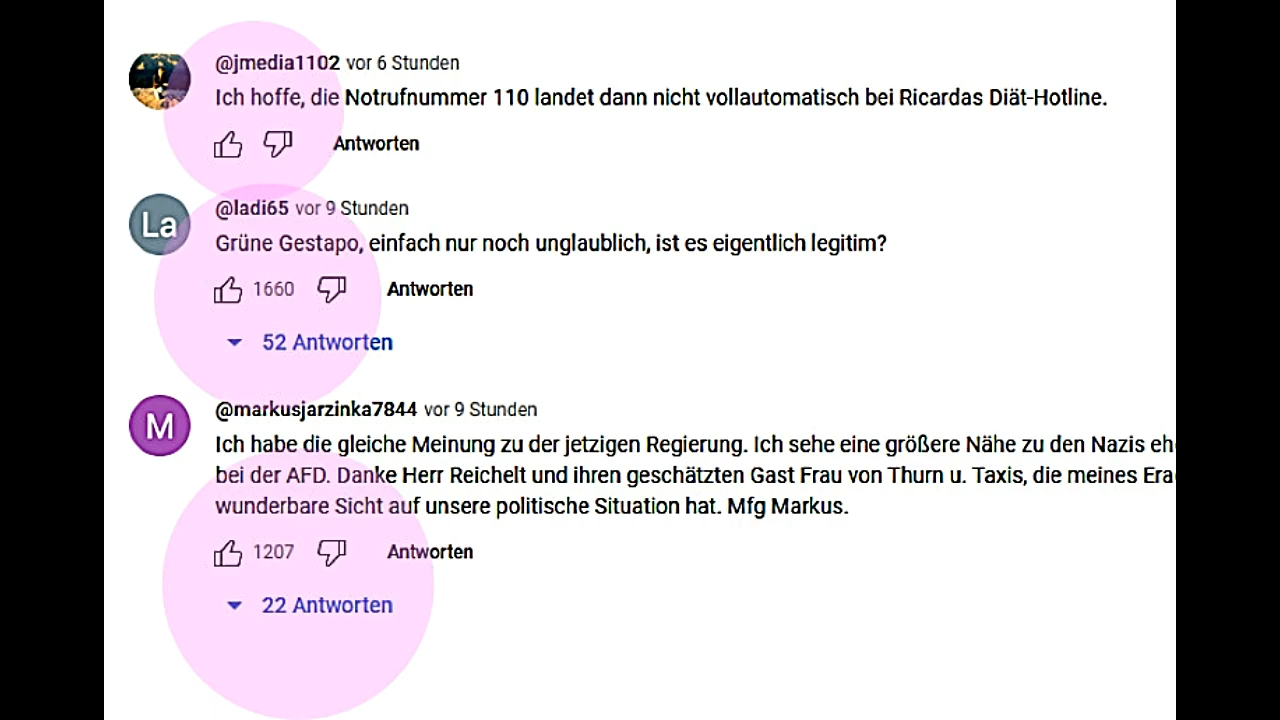 @jmedia1102 vor 6 Stunden
Ich hoffe, die Notrufnummer 110 landet dann nicht vollautomatisch bei Ricardas Diät-Hotline.
Antworten
La
@ladi65 vor 9 Stunden
Grüne Gestapo, einfach nur noch unglaublich, ist es eigentlich legitim?
1660 Antworten
52 Antworten
M
@markusjarzinka7844 vor 9 Stunden
Ich habe die gleiche Meinung zu der jetzigen Regierung. Ich sehe eine größere Nähe zu den Nazis
bei der AFD. Danke Herr Reichelt und ihren geschätzten Gast Frau von Thurn u. Taxis, die meines
wunderbare Sicht auf unsere politische Situation hat. Mfg Markus.
1207 Antworten
22 Antworten